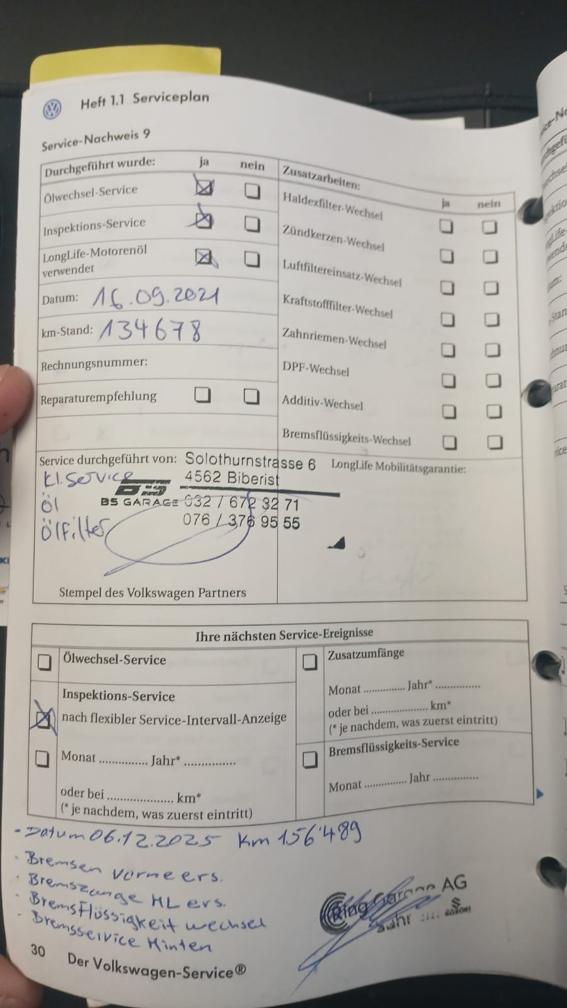 Heft 1.1 Serviceplan
Service-Nachweis 9
Durchgeführt wurde: ja nein
Ölwechsel-Service
Inspektions-Service
LongLife-Motorenöl
verwendet
Datum: 16.09.2021
km-Stand: 134678
Rechnungsnummer:
Reparaturempfehlung
Zusatzarbeiten:
ja nein
Haldexfilter-Wechsel
Zündkerzen-Wechsel
Luftfiltereinsatz-Wechsel
Kraftstofffilter-Wechsel
Zahnriemen-Wechsel
DPF-Wechsel
Additiv-Wechsel
Bremsflüssigkeits-Wechsel
Service durchgeführt von:
Solothurnstrasse 6
4562 Biberist
BS GARAGE 032 / 672 32 71
076 / 376 95 55
kl. Service
Öl
Ölfilter
Stempel des Volkswagen Partners
LongLife Mobilitätsgarantie:
Ihre nächsten Service-Ereignisse
Ölwechsel-Service
Inspektions-Service
nach flexibler Service-Intervall-Anzeige
Monat .............. Jahr* ...............
oder bei .................... km*
(* je nachdem, was zuerst eintritt)
Zusatzumfänge
Monat ............ Jahr* .............
oder bei ................. km*
(* je nachdem, was zuerst eintritt)
Bremsflüssigkeits-Service
Monat ............ Jahr .............
- Datum 06.12.2025 Km 156'489
- Bremsen vorne ers.
- Bremszange HL ers.
- Bremsflüssigkeit wechsel
- Bremsservice Hinten
Ring Garage AG
Suhr
30 Der Volkswagen-Service®